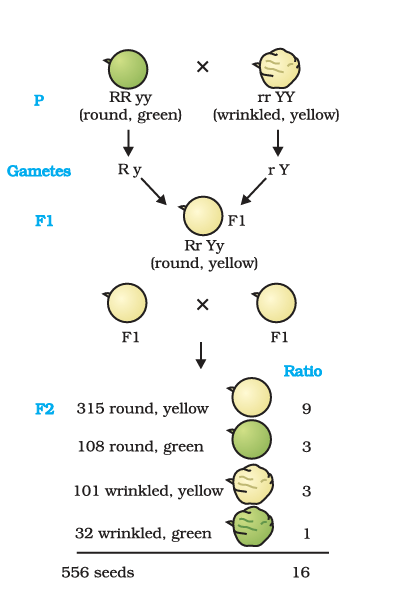 ×
P
RR yy
rr YY
(round, green)
(wrinkled, yellow)
Gametes
R y
r Y
F1
F1
Rr Yy
(round, yellow)
×
F1
F1
Ratio
F2
315 round, yellow
9
108 round, green
3
101 wrinkled, yellow
3
32 wrinkled, green
1
556 seeds
16